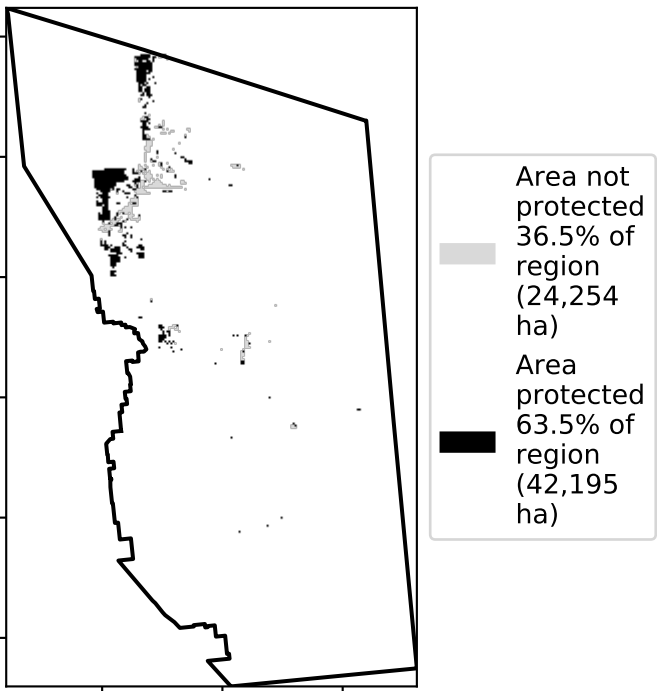 Area not
protected
36.5% of
region
(24,254
ha)
Area
protected
63.5% of
region
(42,195
ha)